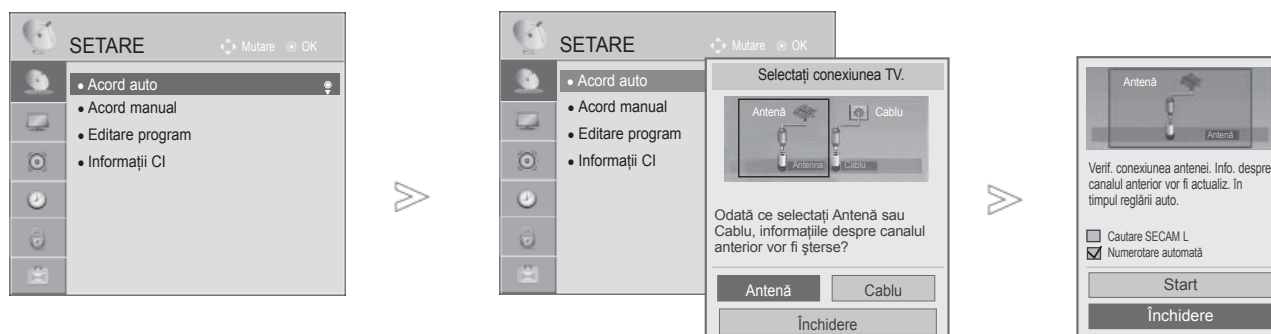 SETARE
Mutare OK
Acord auto
Acord manual
Editare program
Informații CI
SETARE
Mutare OK
Acord auto
Acord manual
Editare program
Informații CI
Selectați conexiunea TV.
Antenă Cablu
Antenna Cablu
Odată ce selectați Antenă sau
Cablu, informațiile despre canalul
anterior vor fi şterse?
Antenă Cablu
Închidere
Antenă
Antenă
Verif. conexiunea antenei. Info. despre
canalul anterior vor fi actualiz. în
timpul reglării auto.
Cautare SECAM L
Numerotare automată
Start
Închidere